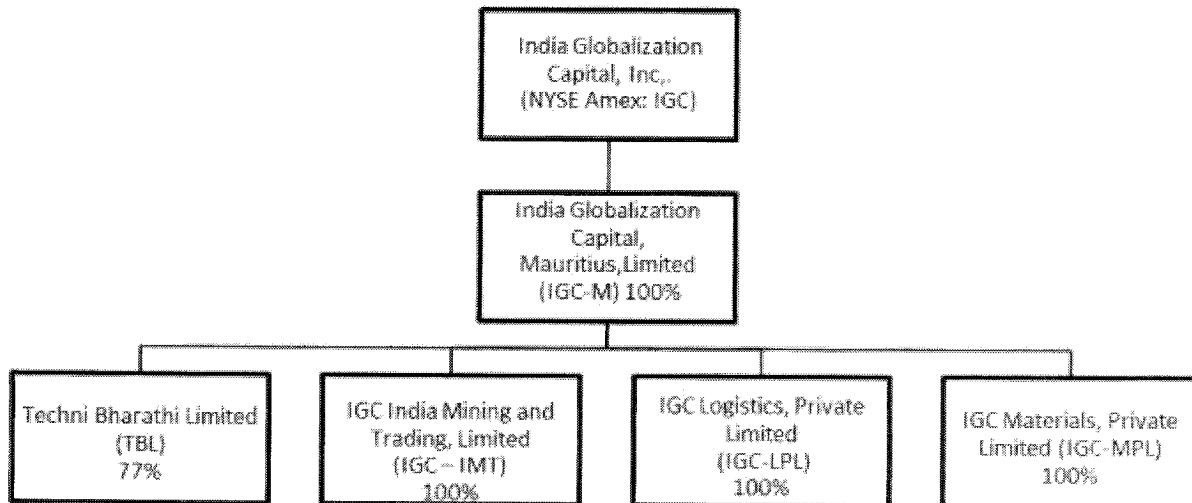 India Globalization
Capital, Inc,.
(NYSE Amex: IGC)
India Globalization
Capital,
Mauritius,Limited
(IGC-M) 100%
Techni Bharathi Limited
(TBL)
77%
IGC India Mining and
Trading, Limited
(IGC – IMT)
100%
IGC Logistics, Private
Limited
(IGC-LPL)
100%
IGC Materials, Private
Limited (IGC-MPL)
100%